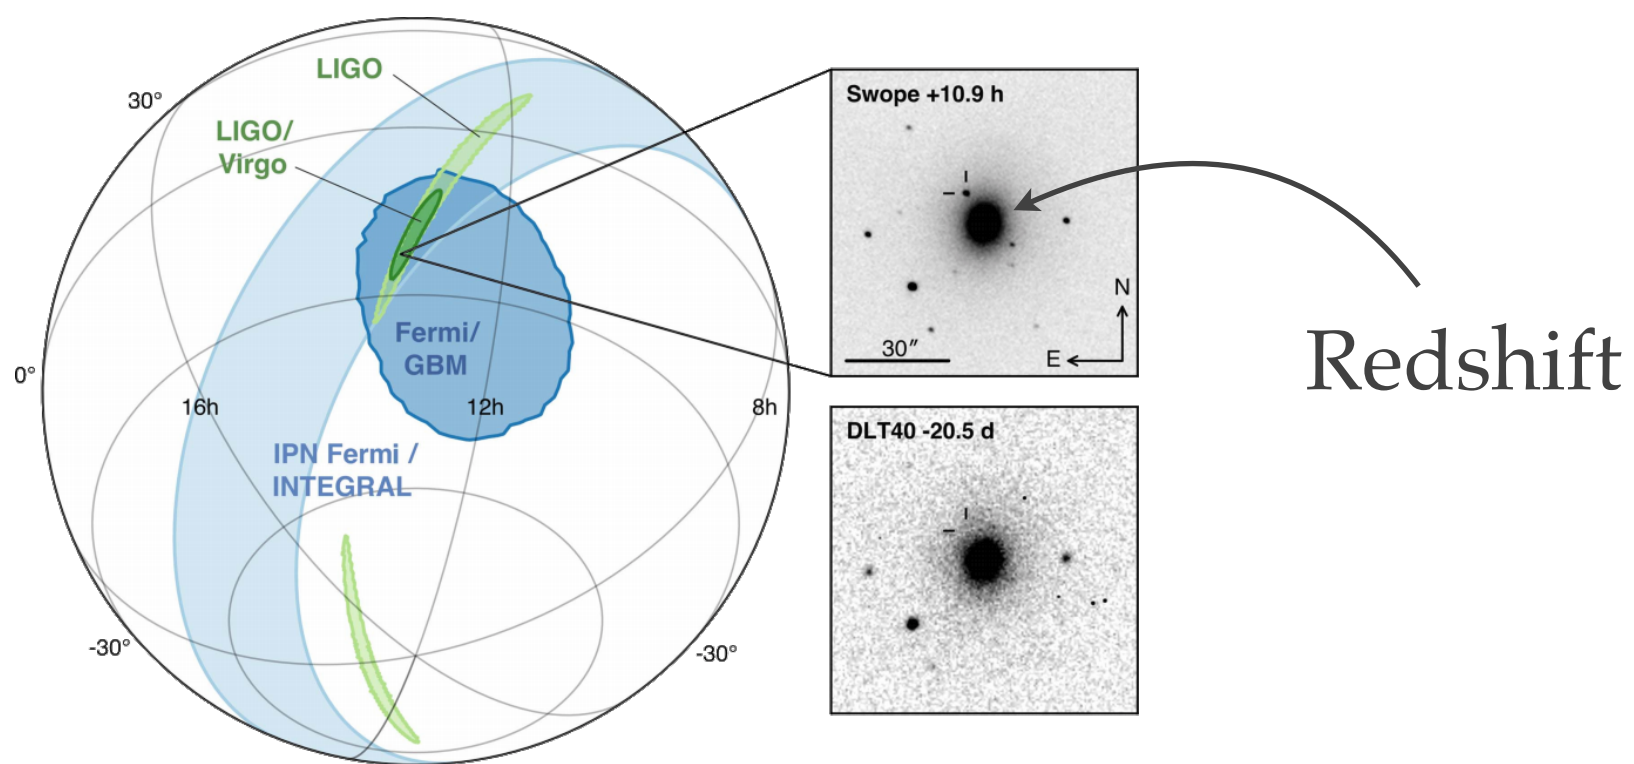 LIGO
30°
LIGO/
Virgo
Fermi/
GBM
0°
16h
12h
8h
IPN Fermi /
INTEGRAL
-30°
-30°
Swope +10.9 h
N
30″
E
DLT40 -20.5 d
Redshift